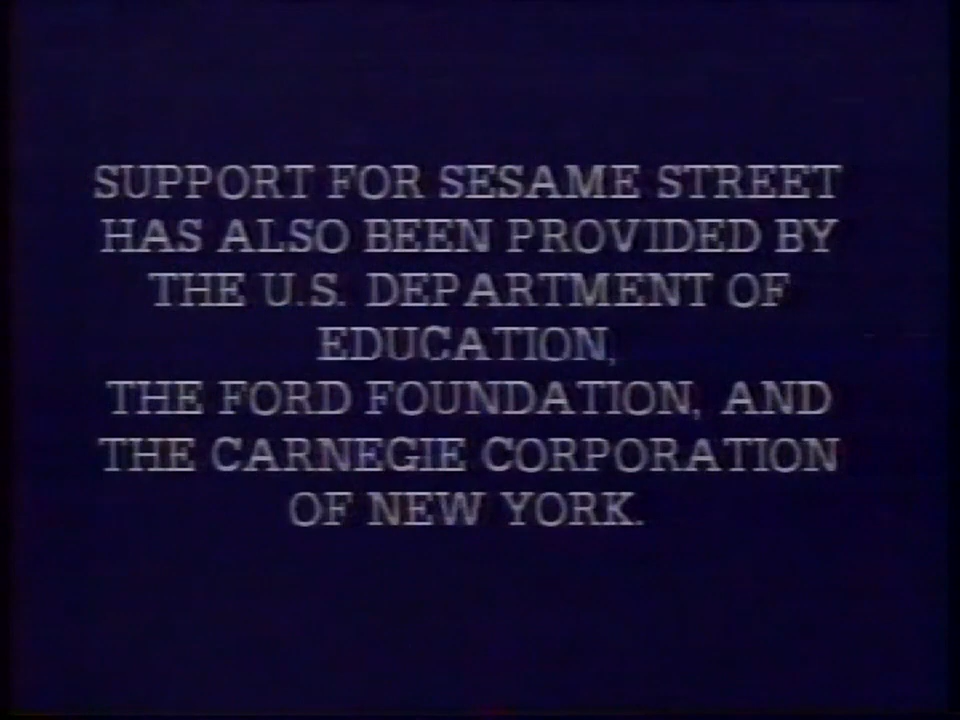 SUPPORT FOR SESAME STREET
HAS ALSO BEEN PROVIDED BY
THE U.S. DEPARTMENT OF
EDUCATION,
THE FORD FOUNDATION, AND
THE CARNEGIE CORPORATION
OF NEW YORK.